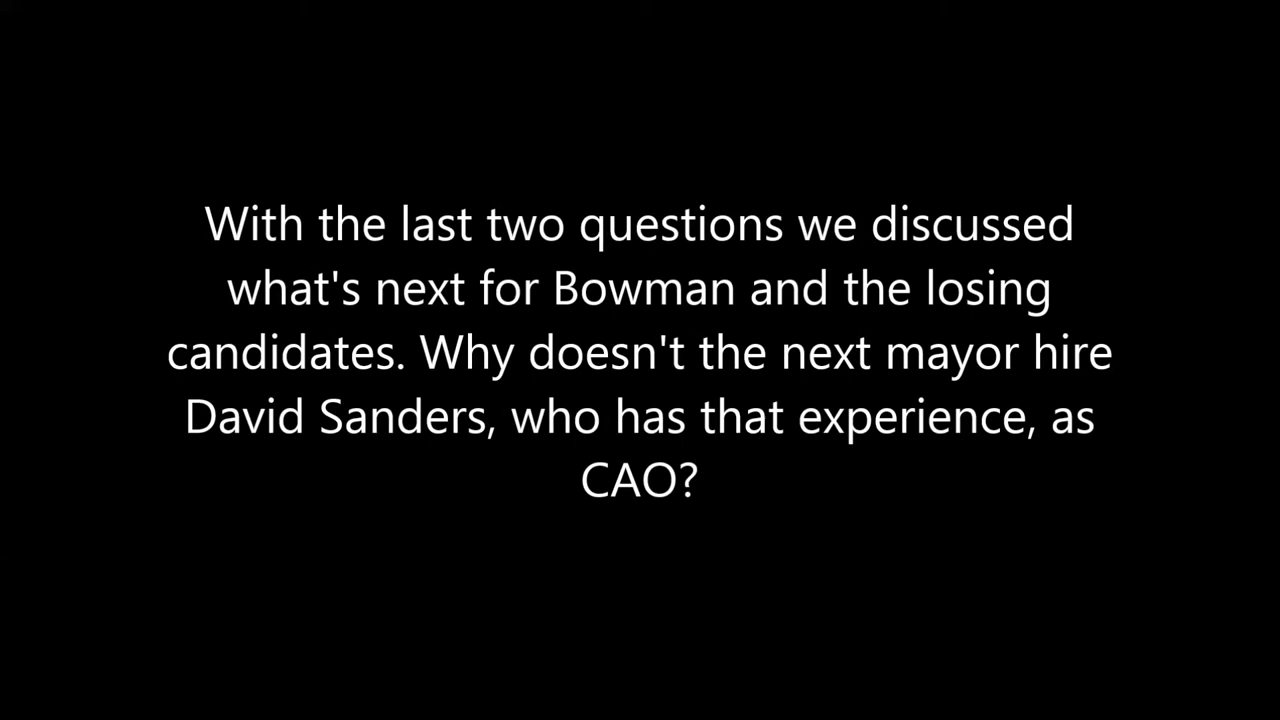 With the last two questions we discussed
what's next for Bowman and the losing
candidates. Why doesn't the next mayor hire
David Sanders, who has that experience, as
CAO?